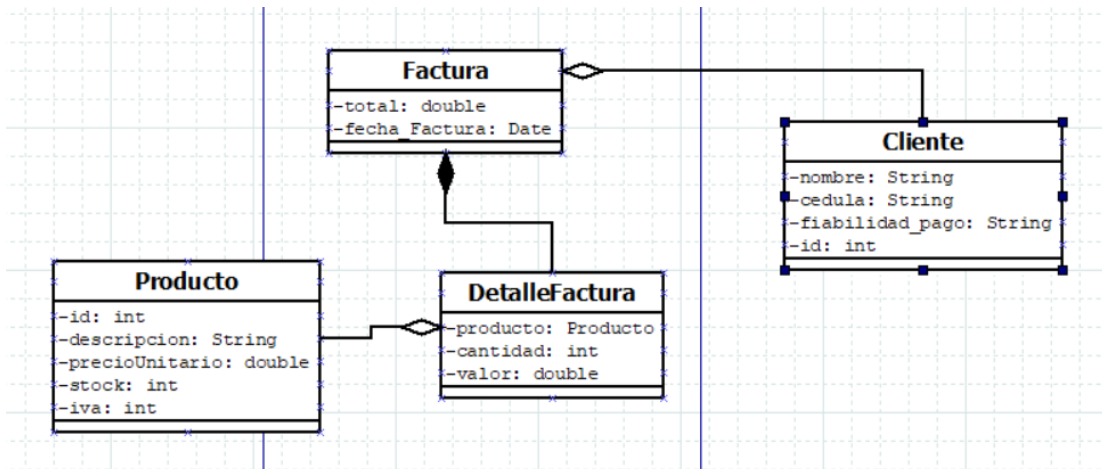 Factura
-total: double
-fecha_Factura: Date
Cliente
-nombre: String
-cedula: String
-fiabilidad_pago: String
-id: int
Producto
-id: int
-descripcion: String
-precioUnitario: double
-stock: int
-iva: int
DetalleFactura
-producto: Producto
-cantidad: int
-valor: double